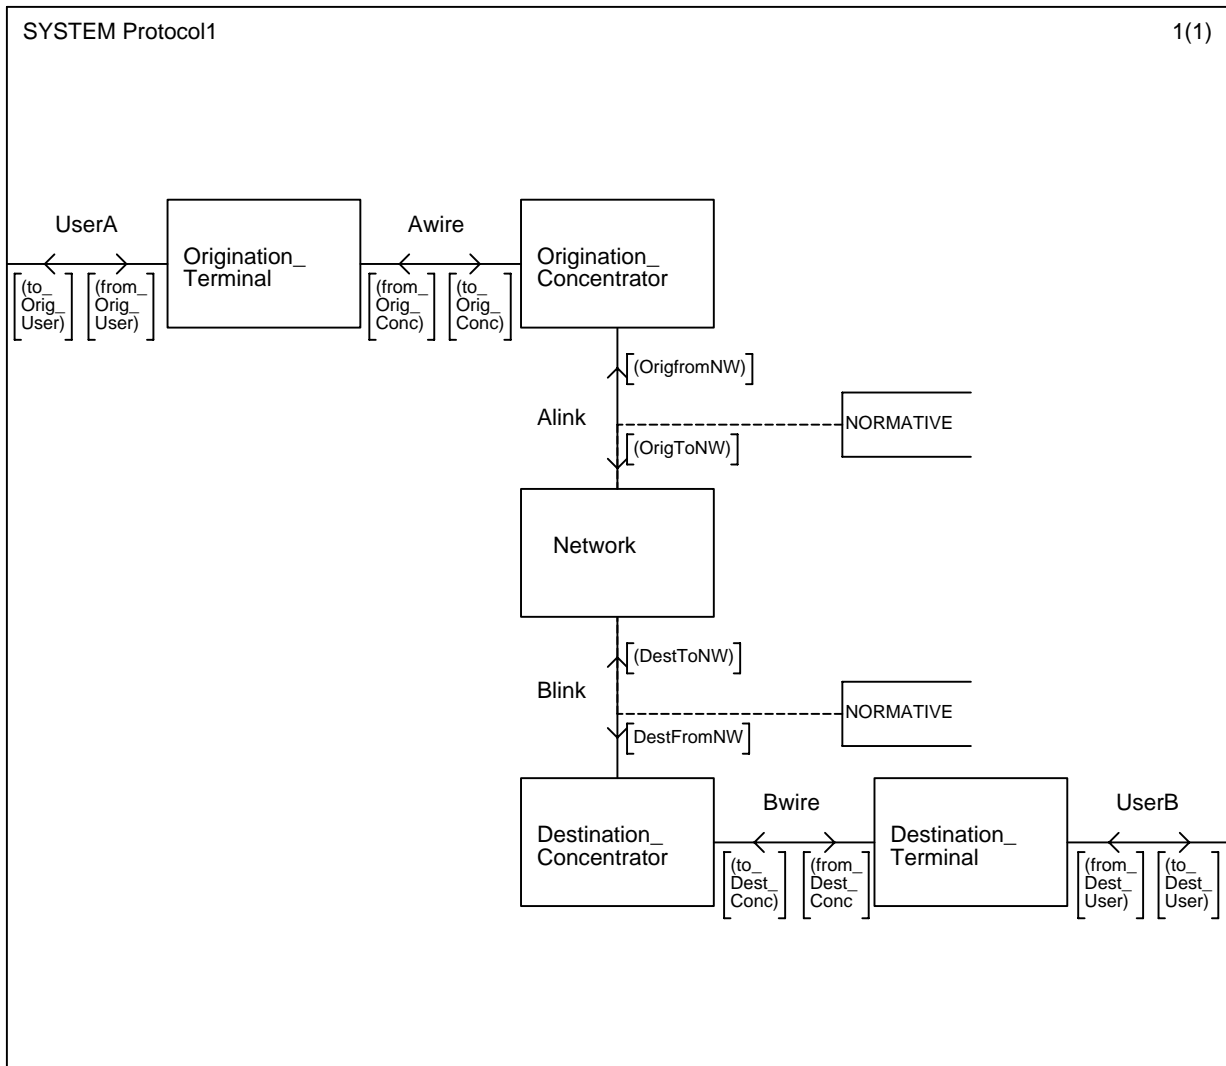 SYSTEM Protocol1
1(1)
UserA
Awire
Origination_
Terminal
Origination_
Concentrator
(to_
Orig_
User)
(from_
Orig_
User)
(from_
Orig_
Conc)
(to_
Orig_
Conc)
(OrigfromNW)
Alink
NORMATIVE
(OrigToNW)
Network
(DestToNW)
Blink
NORMATIVE
(DestFromNW
Bwire
UserB
Destination_
Concentrator
Destination_
Terminal
(to_
Dest_
Conc)
(from_
Dest_
Conc
(from_
Dest_
User)
(to_
Dest_
User)